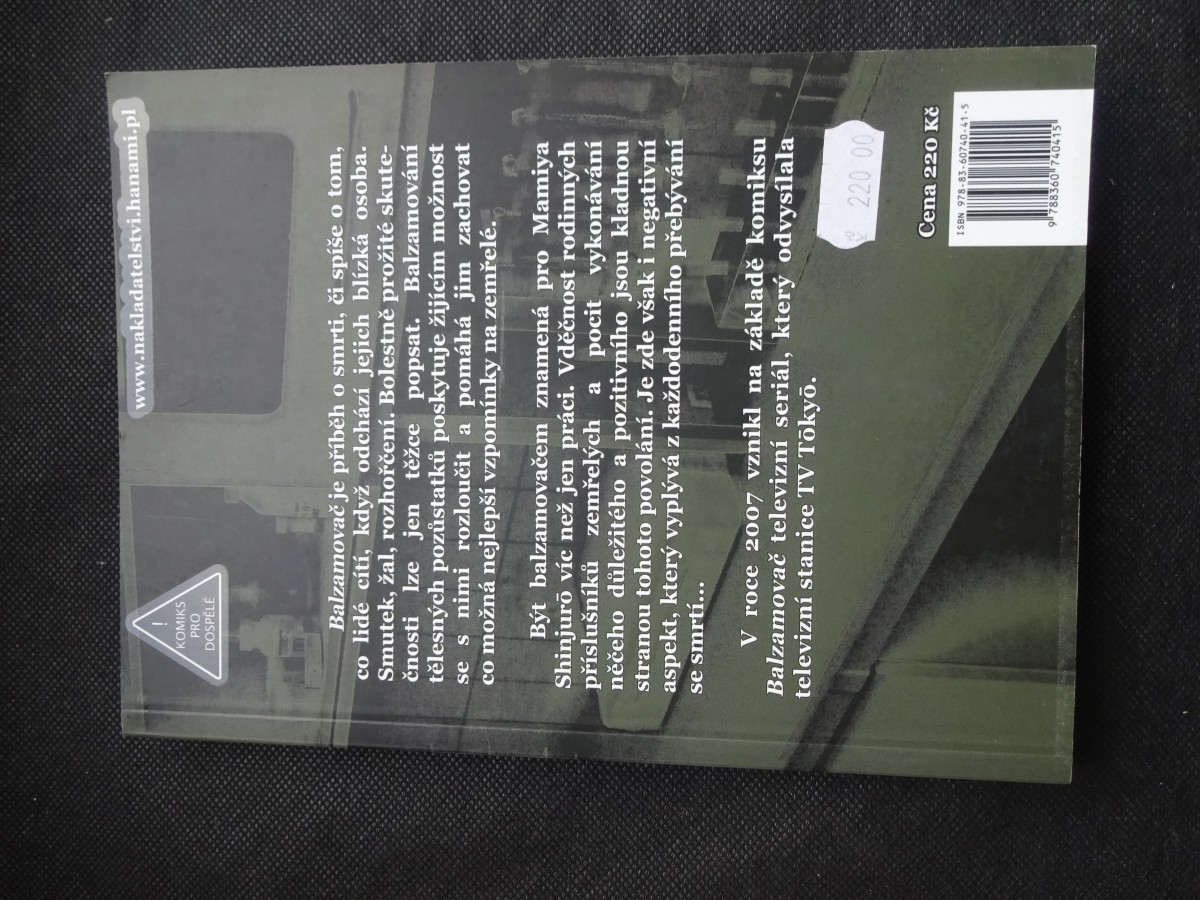 www.nakladatelstvi.hanami.pl
!
KOMIKS
PRO
DOSPĚLÉ
Balzamovač je příběh o smrti, či spíše o tom,
co lidé cítí, když odchází jejich blízká osoba.
Smutek, žal, rozhořčení. Bolestně prožité skute-
čnosti lze jen těžce popsat. Balzamování
tělesných pozůstatků poskytuje žijícím možnost
se s nimi rozloučit a pomáhá jim zachovat
co možná nejlepší vzpomínky na zemřelé.
Být balzamovačem znamená pro Mamiya
Shinjurō víc než jen práci. Vděčnost rodinných
příslušníků zemřelých a pocit vykonávání
něčeho důležitého a pozitivního jsou kladnou
stranou tohoto povolání. Je zde však i negativní
aspekt, který vyplývá z každodenního přebývání
se smrtí...
V roce 2007 vznikl na základě komiksu
Balzamovač televizní seriál, který odvysílala
televizní stanice TV Tōkyō.
Kč 220 00
Cena 220 Kč
ISBN 978-83-60740-41-5
9 788360 740415